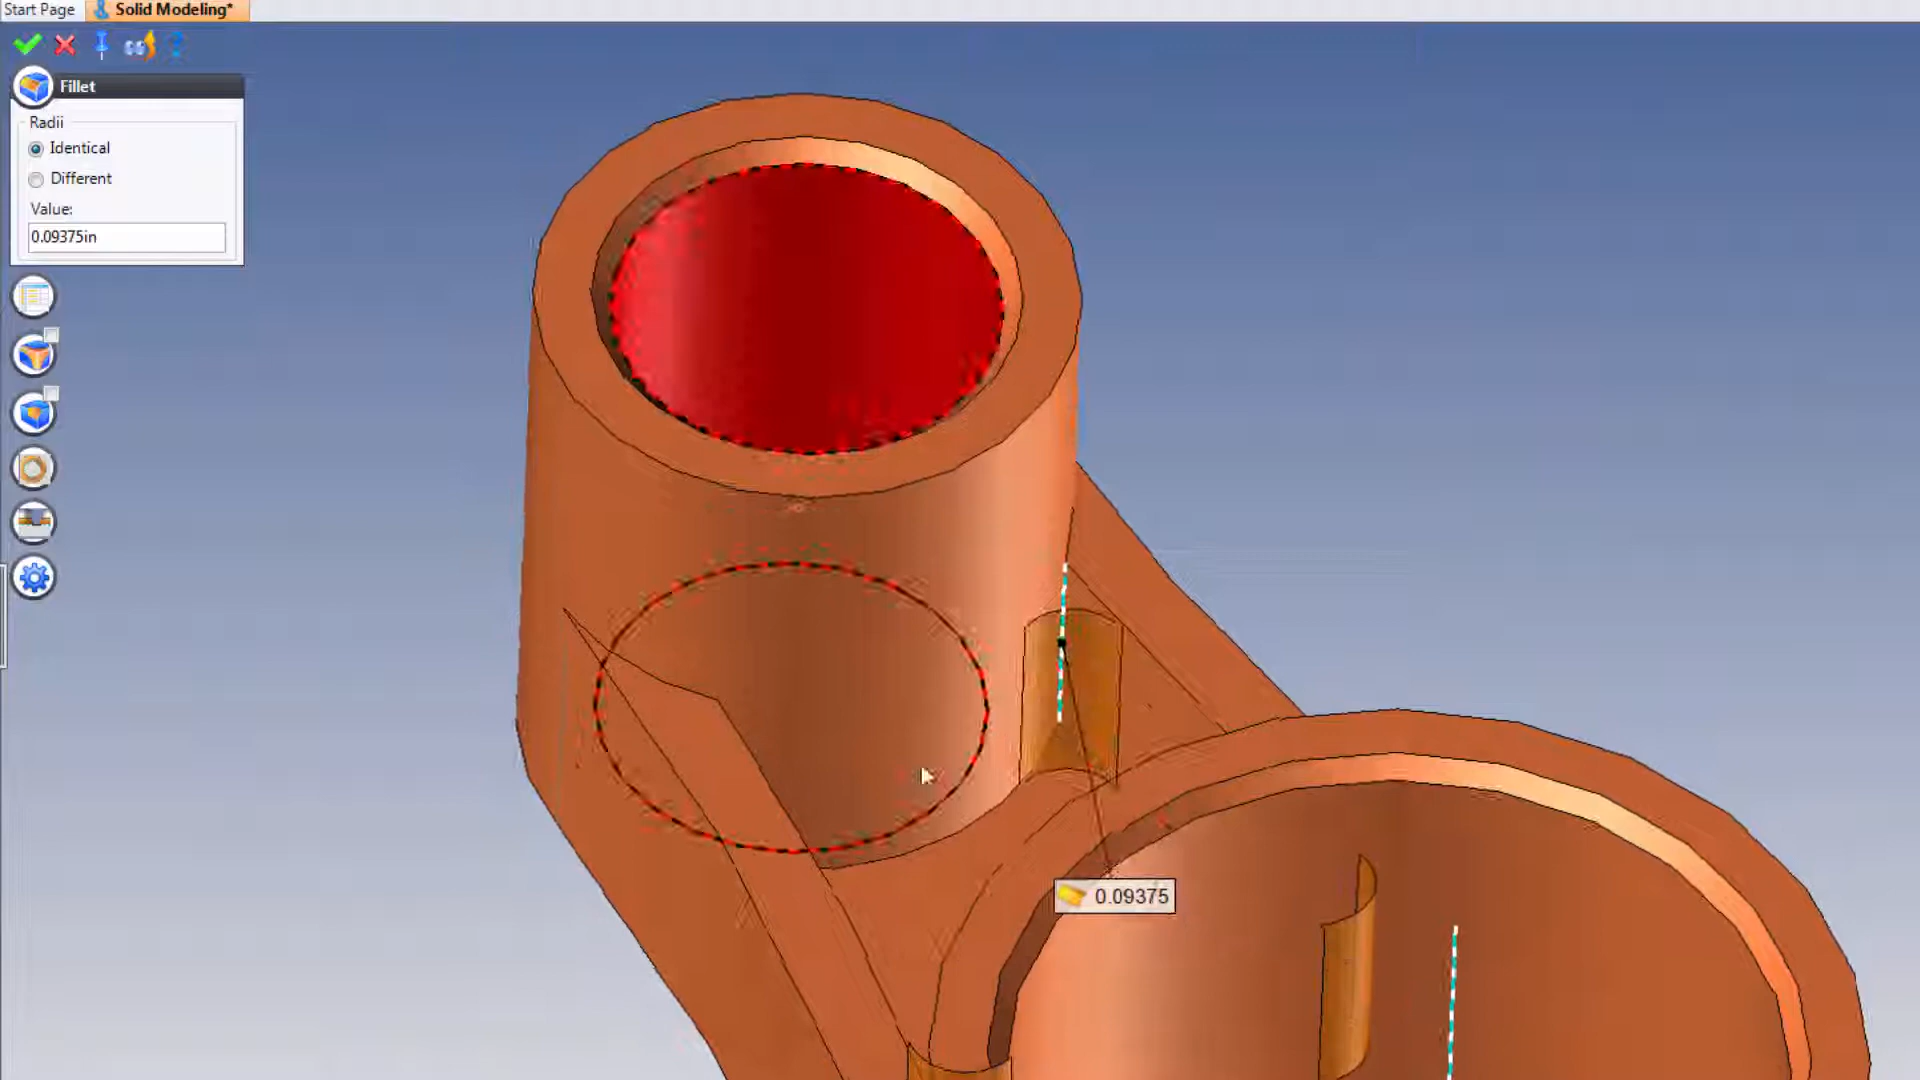 Start Page
Solid Modeling*
Fillet
Radii
Identical
Different
Value:
0.09375in
0.09375